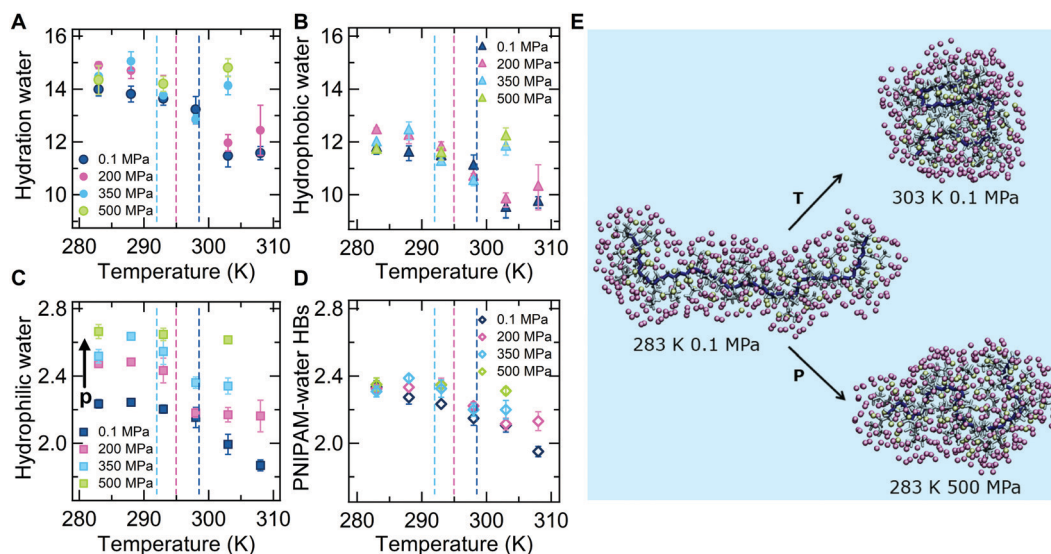 A
Hydration water
16
14
12
10
0.1 MPa
200 MPa
350 MPa
500 MPa
280
290
300
310
Temperature (K)
B
Hydrophobic water
16
14
12
10
0.1 MPa
200 MPa
350 MPa
500 MPa
280
290
300
310
Temperature (K)
C
Hydrophilic water
2.8
2.4
2.0
p
0.1 MPa
200 MPa
350 MPa
500 MPa
280
290
300
310
Temperature (K)
D
PNIPAM-water HBs
2.8
2.4
2.0
0.1 MPa
200 MPa
350 MPa
500 MPa
280
290
300
310
Temperature (K)
E
303 K 0.1 MPa
T
283 K 0.1 MPa
P
283 K 500 MPa